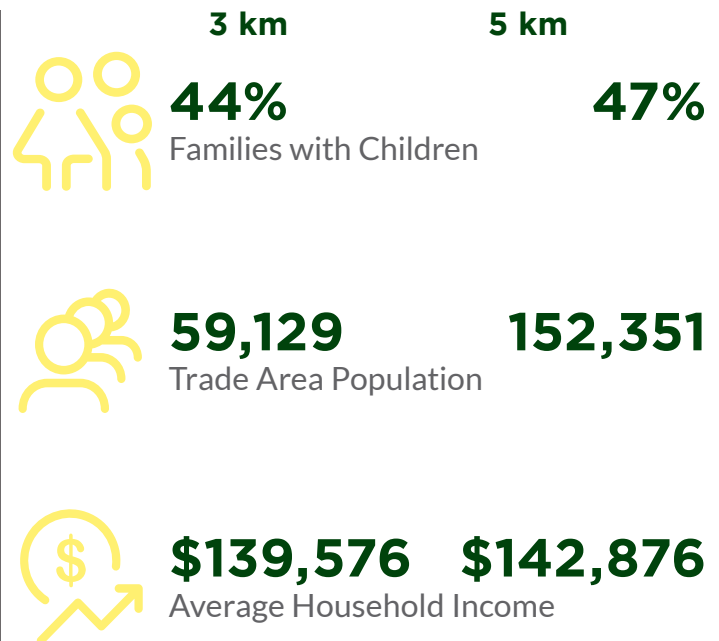 3 km 5 km
44% 47%
Families with Children
59,129 152,351
Trade Area Population
$
$139,576 $142,876
Average Household Income